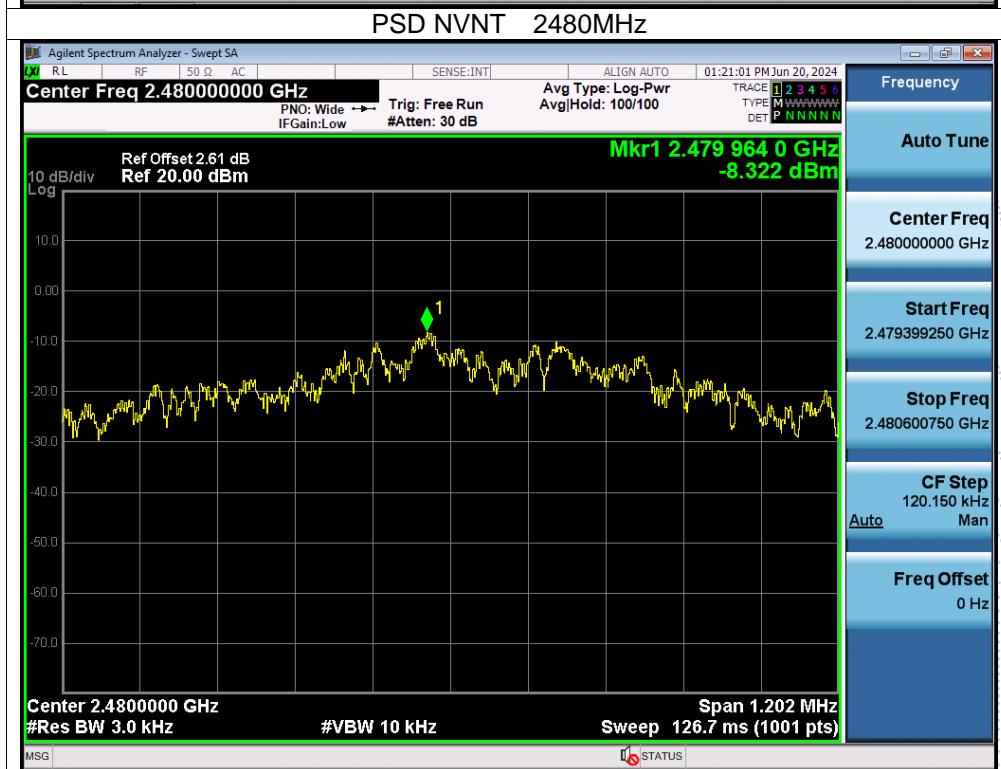 PSD NVNT 2480MHz
Agilent Spectrum Analyzer - Swept SA
LXI RL RF 50 Ω AC SENSE:INT ALIGN AUTO 01:21:01 PM Jun 20, 2024
Center Freq 2.480000000 GHz
PNO: Wide
IFGain:Low
Trig: Free Run
#Atten: 30 dB
Avg Type: Log-Pwr
Avg|Hold: 100/100
TRACE 1 2 3 4 5 6
TYPE M WWWWW
DET P N N N N N
Frequency
Auto Tune
Center Freq
2.480000000 GHz
Start Freq
2.479399250 GHz
Stop Freq
2.480600750 GHz
CF Step
120.150 kHz
Auto Man
Freq Offset
0 Hz
Mkr1 2.479 964 0 GHz
-8.322 dBm
Ref Offset 2.61 dB
10 dB/div Ref 20.00 dBm
Log
10.0
0.00
1
-10.0
-20.0
-30.0
-40.0
-50.0
-60.0
-70.0
Center 2.4800000 GHz Span 1.202 MHz
#Res BW 3.0 kHz #VBW 10 kHz Sweep 126.7 ms (1001 pts)
MSG STATUS